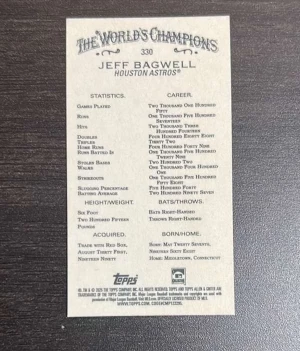 THE WORLD'S CHAMPIONS
330
JEFF BAGWELL
HOUSTON ASTROS®
STATISTICS. CAREER.
GAMES PLAYED TWO THOUSAND ONE HUNDRED
FIFTY
RUNS ONE THOUSAND FIVE HUNDRED
SEVENTEEN
HITS TWO THOUSAND THREE
HUNDRED FOURTEEN
DOUBLES FOUR HUNDRED EIGHTY EIGHT
TRIPLES THIRTY TWO
HOME RUNS FOUR HUNDRED FORTY NINE
RUNS BATTED IN ONE THOUSAND FIVE HUNDRED
TWENTY NINE
STOLEN BASES TWO HUNDRED TWO
WALKS ONE THOUSAND FOUR HUNDRED
ONE
STRIKEOUTS ONE THOUSAND FIVE HUNDRED
FIFTY EIGHT
SLUGGING PERCENTAGE FIVE HUNDRED FORTY
BATTING AVERAGE TWO HUNDRED NINETY SEVEN
HEIGHT/WEIGHT. BATS/THROWS.
SIX FOOT BATS RIGHT-HANDED
TWO HUNDRED FIFTEEN THROWS RIGHT-HANDED
POUNDS
ACQUIRED. BORN/HOME.
TRADE WITH RED SOX, BORN MAY TWENTY SEVENTH,
AUGUST THIRTY FIRST, NINETEEN SIXTY EIGHT
NINETEEN NINETY HOME: MIDDLETOWN, CONNECTICUT
Topps